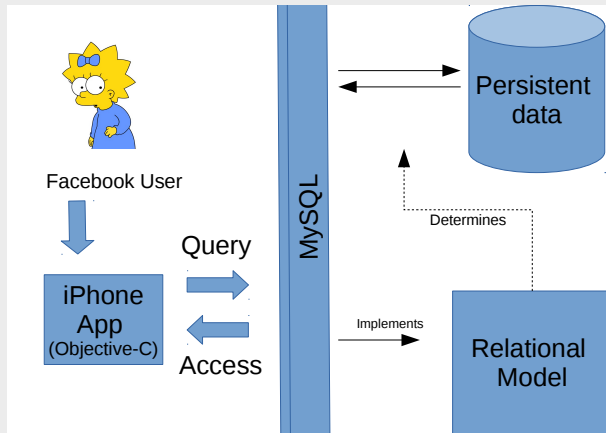 Persistent
data
Facebook User
MySQL
Determines
Query
iPhone
App
(Objective-C)
Implements
Access
Relational
Model